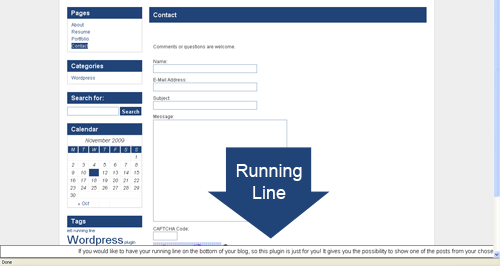 Pages
About
Resume
Portfolio
Contact
Categories
Wordpress
Search for:
Search
Calendar
November 2009
M T W T F S S
1
2 3 4 5 6 7 8
9 10 11 12 13 14 15
16 17 18 19 20 21 22
23 24 25 26 27 28 29
30
« Oct
Tags
running line
Wordpress plugin
Contact
Comments or questions are welcome.
Name:
E-Mail Address:
Subject:
Message:
Running
Line
CAPTCHA Code:
If you would like to have your running line on the bottom of your blog, so this plugin is just for you! It gives you the possibility to show one of the posts from your chose
Done